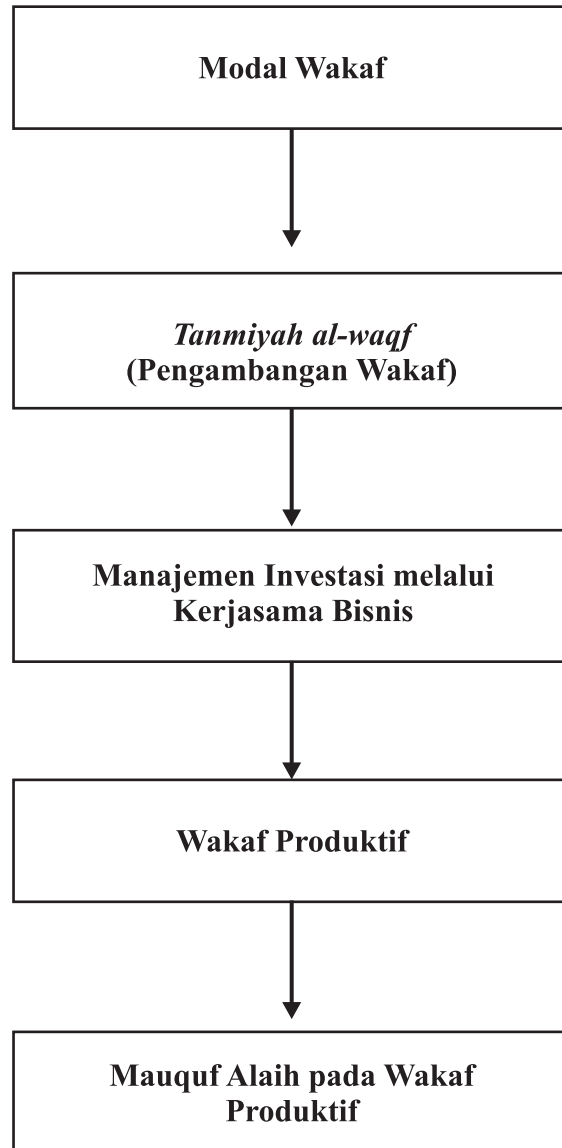 Modal Wakaf
Tanmiyah al-waqf
(Pengambangan Wakaf)
Manajemen Investasi melalui
Kerjasama Bisnis
Wakaf Produktif
Mauquf Alaih pada Wakaf
Produktif